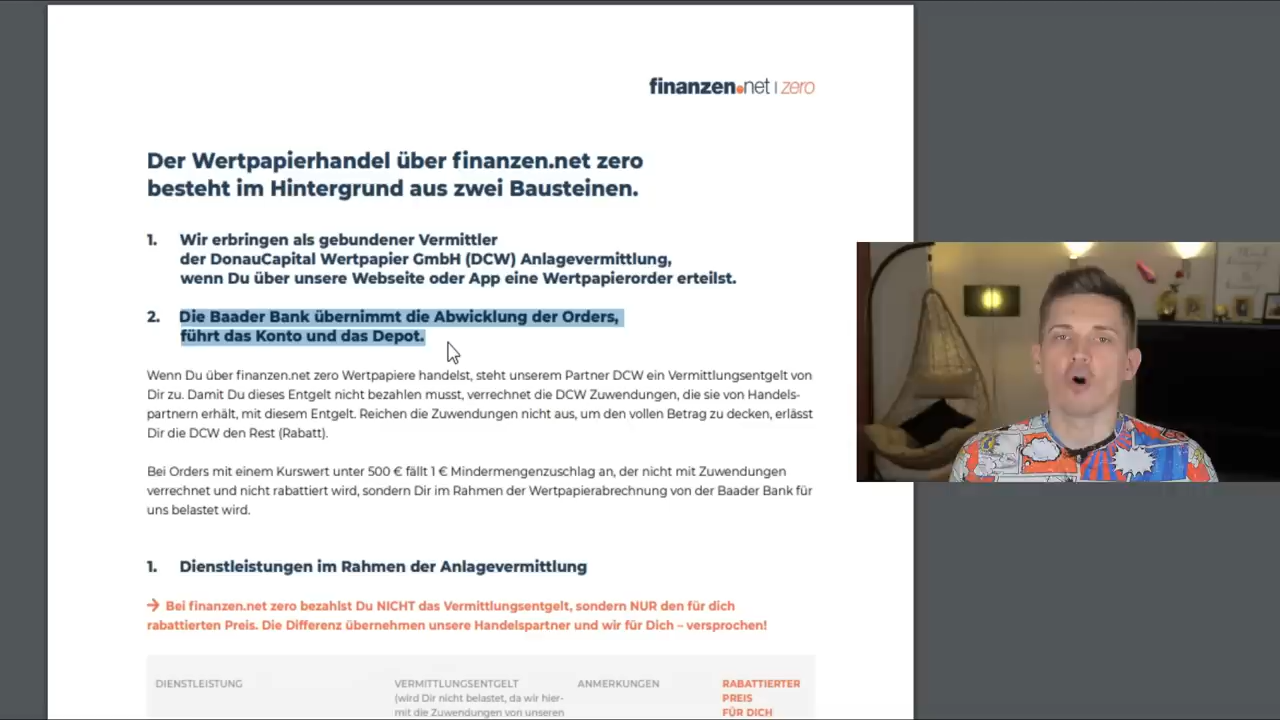 finanzen.net | zero
Der Wertpapierhandel über finanzen.net zero
besteht im Hintergrund aus zwei Bausteinen.
1. Wir erbringen als gebundener Vermittler
der DonauCapital Wertpapier GmbH (DCW) Anlagevermittlung,
wenn Du über unsere Webseite oder App eine Wertpapierorder erteilst.
2. Die Baader Bank übernimmt die Abwicklung der Orders,
führt das Konto und das Depot.
Wenn Du über finanzen.net zero Wertpapiere handelst, steht unserem Partner DCW ein Vermittlungsentgelt von
Dir zu. Damit Du dieses Entgelt nicht bezahlen musst, verrechnet die DCW Zuwendungen, die sie von Handels-
partnern erhält, mit diesem Entgelt. Reichen die Zuwendungen nicht aus, um den vollen Betrag zu decken, erlässt
Dir die DCW den Rest (Rabatt).
Bei Orders mit einem Kurswert unter 500 € fällt 1 € Mindermengenzuschlag an, der nicht mit Zuwendungen
verrechnet und nicht rabattiert wird, sondern Dir im Rahmen der Wertpapierabrechnung von der Baader Bank für
uns belastet wird.
1. Dienstleistungen im Rahmen der Anlagevermittlung
→ Bei finanzen.net zero bezahlst Du NICHT das Vermittlungsentgelt, sondern NUR den für dich
rabattierten Preis. Die Differenz übernehmen unsere Handelspartner und wir für Dich – versprochen!
DIENSTLEISTUNG
VERMITTLUNGSENTGELT
(wird Dir nicht belastet, da wir hier-
mit die Zuwendungen von unseren
ANMERKUNGEN
RABATTIERTER
PREIS
FÜR DICH